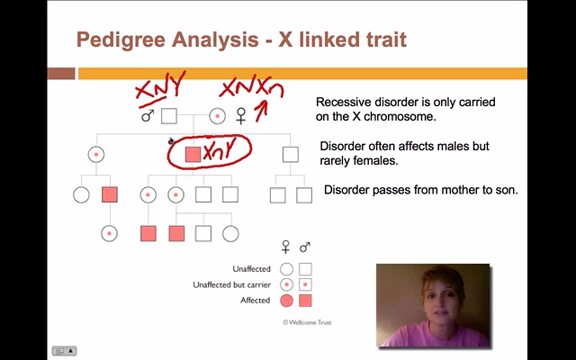 Pedigree Analysis - X linked trait
XNY
XNXn
♂
♀
XnY
Recessive disorder is only carried
on the X chromosome.
Disorder often affects males but
rarely females.
Disorder passes from mother to son.
♀ ♂
Unaffected
Unaffected but carrier
Affected
© Wellcome Trust